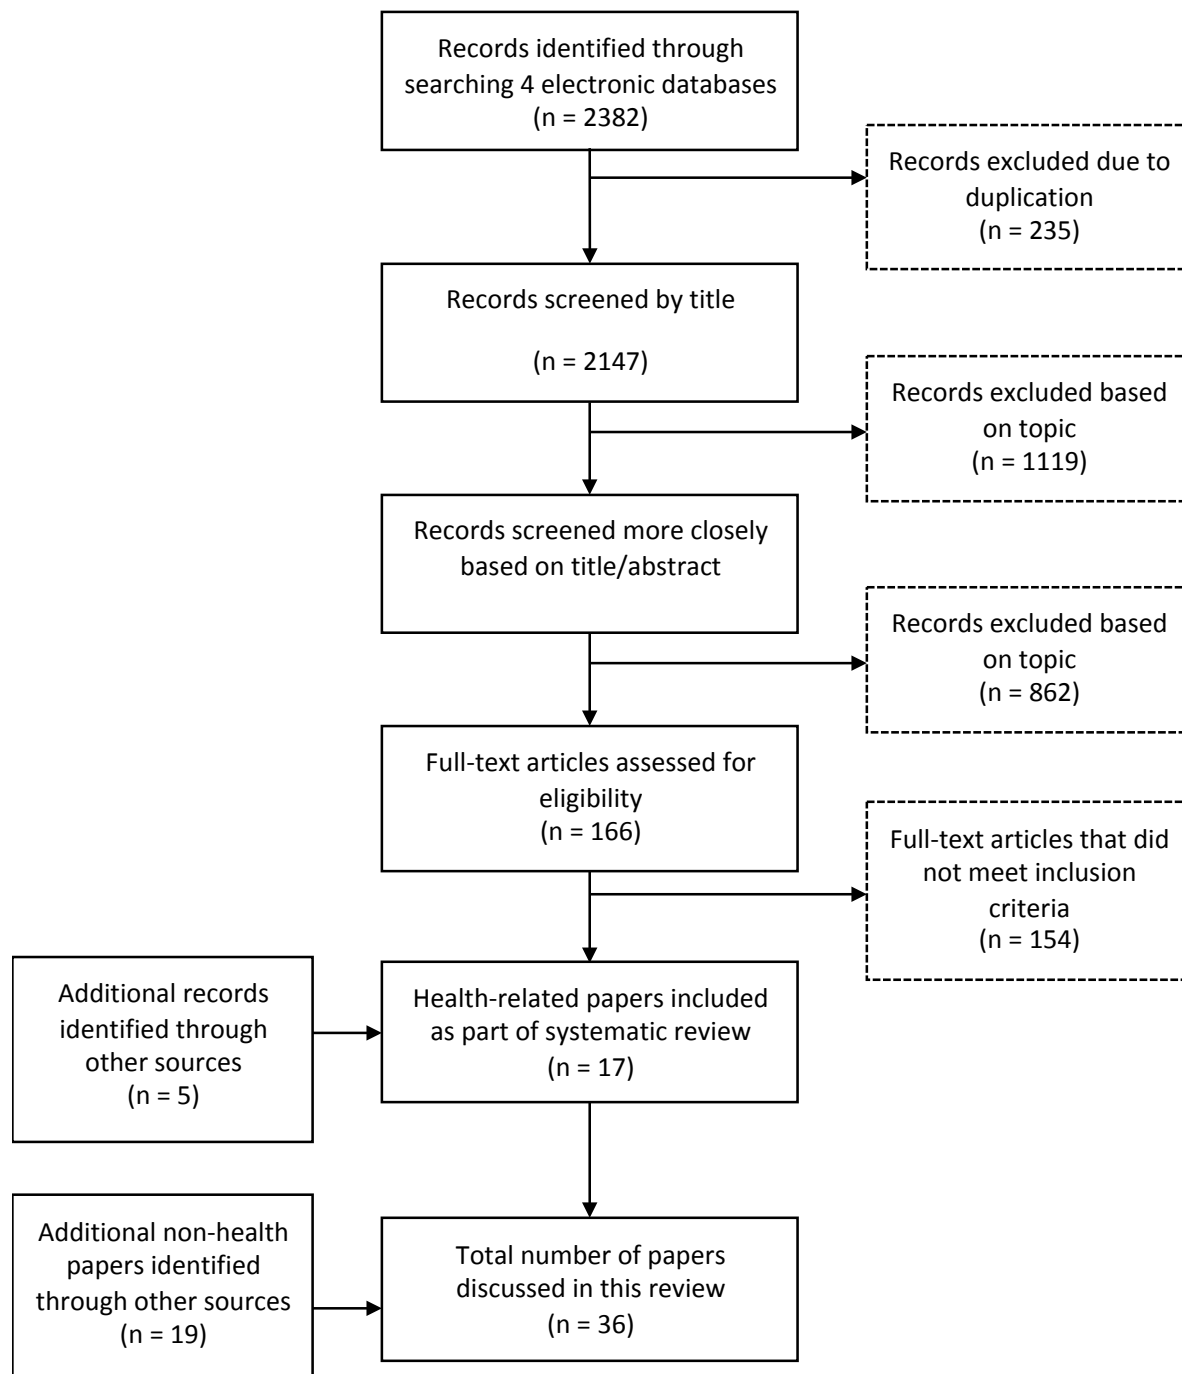 Records identified through
searching 4 electronic databases
(n = 2382)
Records excluded due to
duplication
(n = 235)
Records screened by title
(n = 2147)
Records excluded based
on topic
(n = 1119)
Records screened more closely
based on title/abstract
Records excluded based
on topic
(n = 862)
Full-text articles assessed for
eligibility
(n = 166)
Full-text articles that did
not meet inclusion
criteria
(n = 154)
Additional records
identified through
other sources
(n = 5)
Health-related papers included
as part of systematic review
(n = 17)
Additional non-health
papers identified
through other sources
(n = 19)
Total number of papers
discussed in this review
(n = 36)